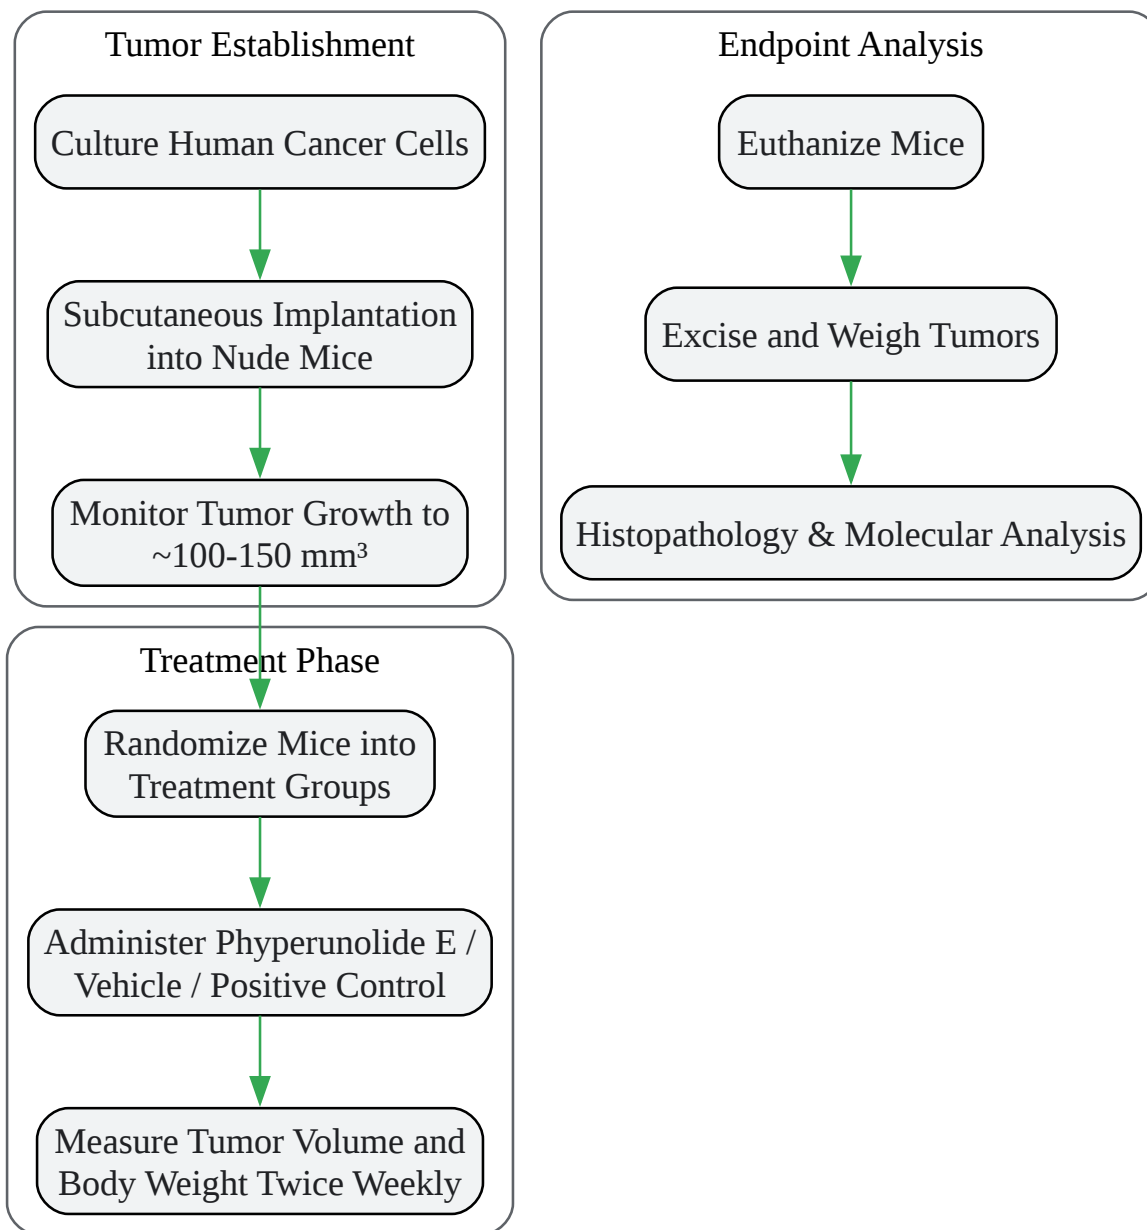 Tumor Establishment
Culture Human Cancer Cells
Subcutaneous Implantation
into Nude Mice
Monitor Tumor Growth to
~100-150 mm³
Treatment Phase
Randomize Mice into
Treatment Groups
Administer Phyperunolide E /
Vehicle / Positive Control
Measure Tumor Volume and
Body Weight Twice Weekly
Endpoint Analysis
Euthanize Mice
Excise and Weigh Tumors
Histopathology & Molecular Analysis